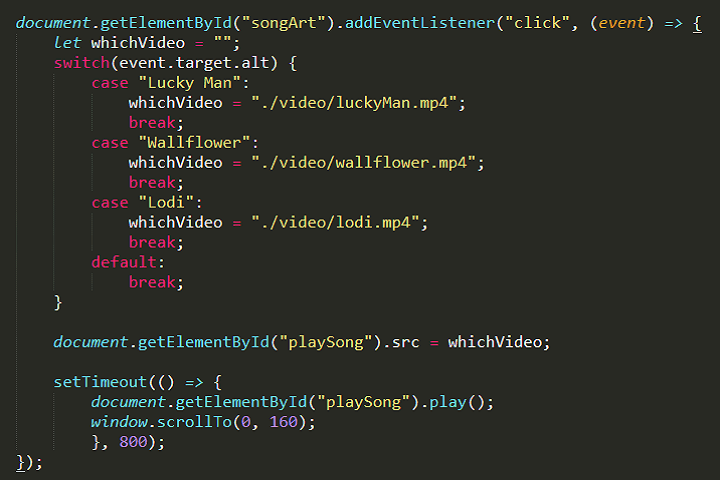 document.getElementById("songArt").addEventListener("click", (event) => {
    let whichVideo = "";
    switch(event.target.alt) {
        case "Lucky Man":
            whichVideo = "./video/luckyMan.mp4";
            break;
        case "Wallflower":
            whichVideo = "./video/wallflower.mp4";
            break;
        case "Lodi":
            whichVideo = "./video/lodi.mp4";
            break;
        default:
            break;
    }

    document.getElementById("playSong").src = whichVideo;

    setTimeout(() => {
        document.getElementById("playSong").play();
        window.scrollTo(0, 160);
        }, 800);
});